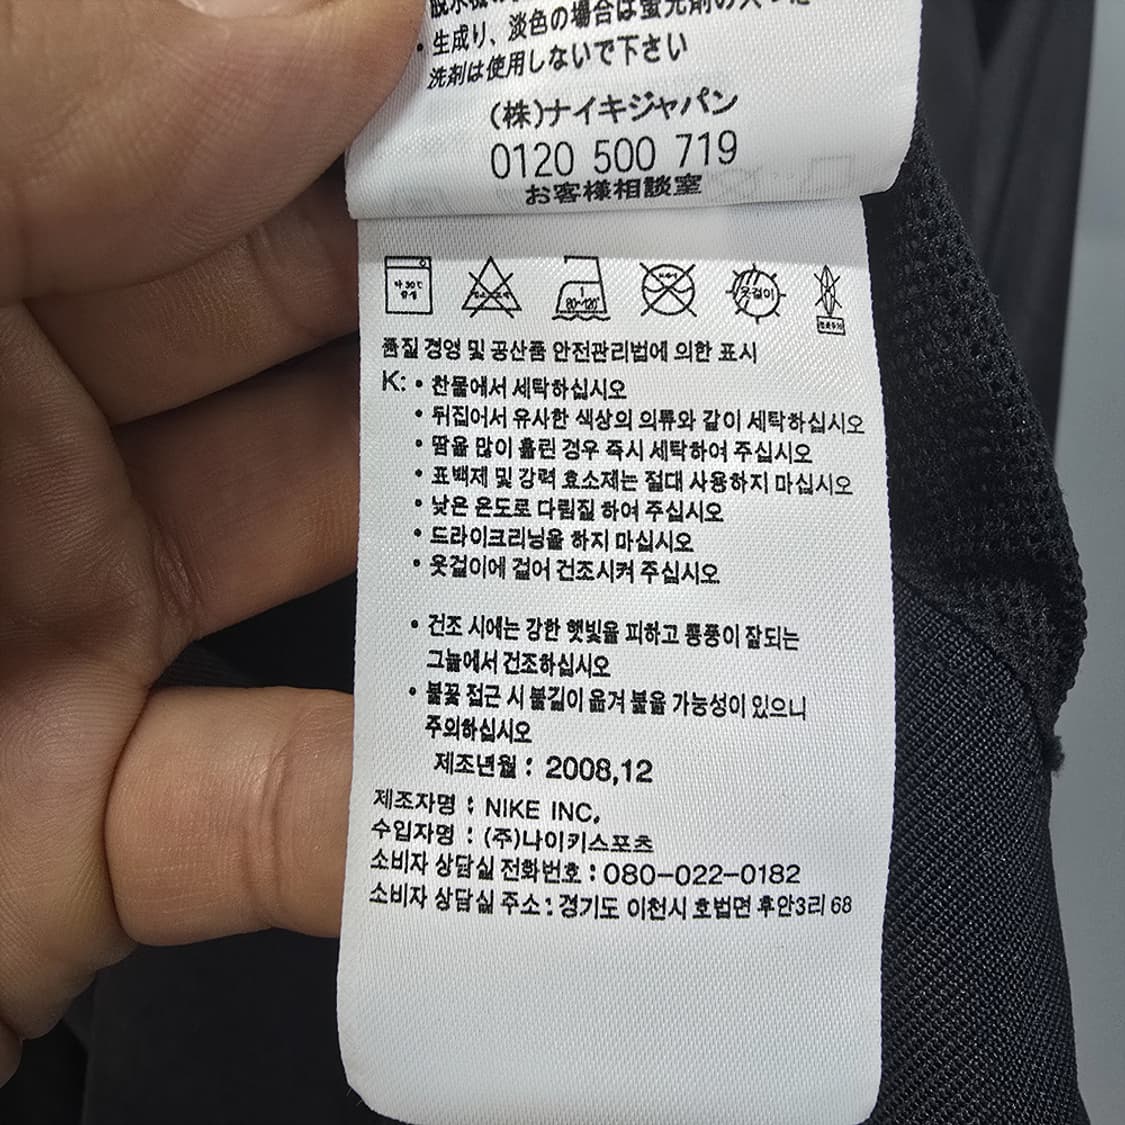 ・生成り、淡色の場合は蛍光剤の入った
洗剤は使用しないで下さい
(株)ナイキジャパン
0120 500 719
お客様相談室
약 30℃
중성
80~120℃
옷걸이
품질 경영 및 공산품 안전관리법에 의한 표시
K: • 찬물에서 세탁하십시오
• 뒤집어서 유사한 색상의 의류와 같이 세탁하십시오
• 땀을 많이 흘린 경우 즉시 세탁하여 주십시오
• 표백제 및 강력 효소제는 절대 사용하지 마십시오
• 낮은 온도로 다림질 하여 주십시오
• 드라이크리닝을 하지 마십시오
• 옷걸이에 걸어 건조시켜 주십시오
• 건조 시에는 강한 햇빛을 피하고 통풍이 잘되는
그늘에서 건조하십시오
• 불꽃 접근 시 불길이 옮겨 붙을 가능성이 있으니
주의하십시오
제조년월 : 2008,12
제조자명 : NIKE INC.
수입자명 : (주)나이키스포츠
소비자 상담실 전화번호 : 080-022-0182
소비자 상담실 주소 : 경기도 이천시 호법면 후안3리 68